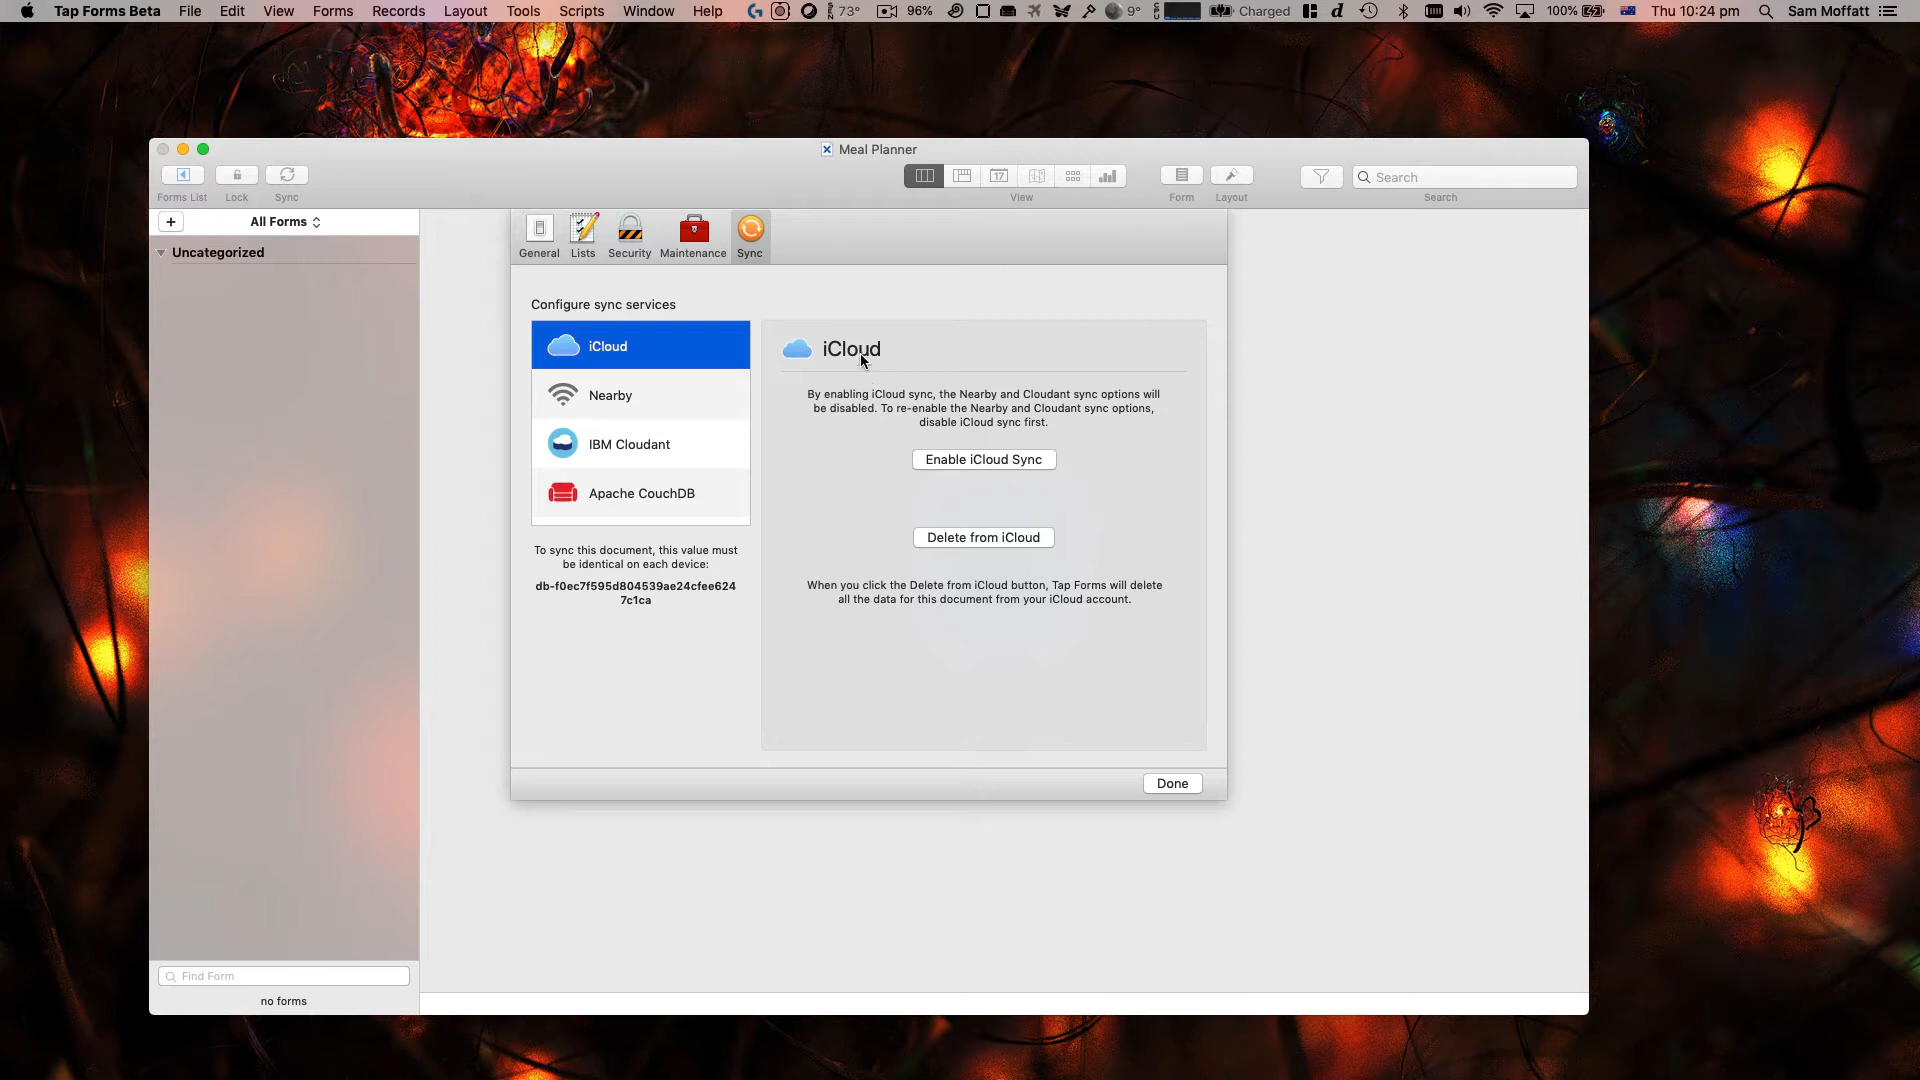 Tap Forms Beta File Edit View Forms Records Layout Tools Scripts Window Help 73° 96% 9° Charged 100% Thu 10:24 pm Sam Moffatt
Meal Planner
17 Search
Forms List Lock Sync View Form Layout Search
+ All Forms
Uncategorized
General Lists Security Maintenance Sync
Configure sync services
iCloud
Nearby
IBM Cloudant
Apache CouchDB
To sync this document, this value must
be identical on each device:
db-f0ec7f595d804539ae24cfee624
7c1ca
iCloud
By enabling iCloud sync, the Nearby and Cloudant sync options will
be disabled. To re-enable the Nearby and Cloudant sync options,
disable iCloud sync first.
Enable iCloud Sync
Delete from iCloud
When you click the Delete from iCloud button, Tap Forms will delete
all the data for this document from your iCloud account.
Done
Find Form
no forms